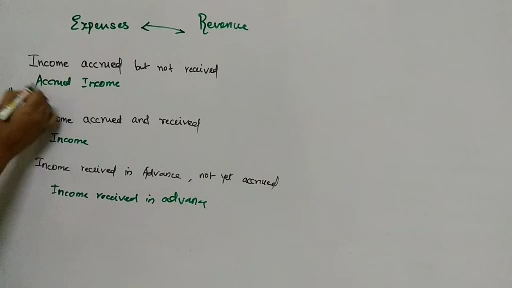 Expenses ⟷ Revenue
Income accrued but not received
Accrued Income
ome accrued and received
Income
Income received in Advance, not yet accrued
Income received in advance